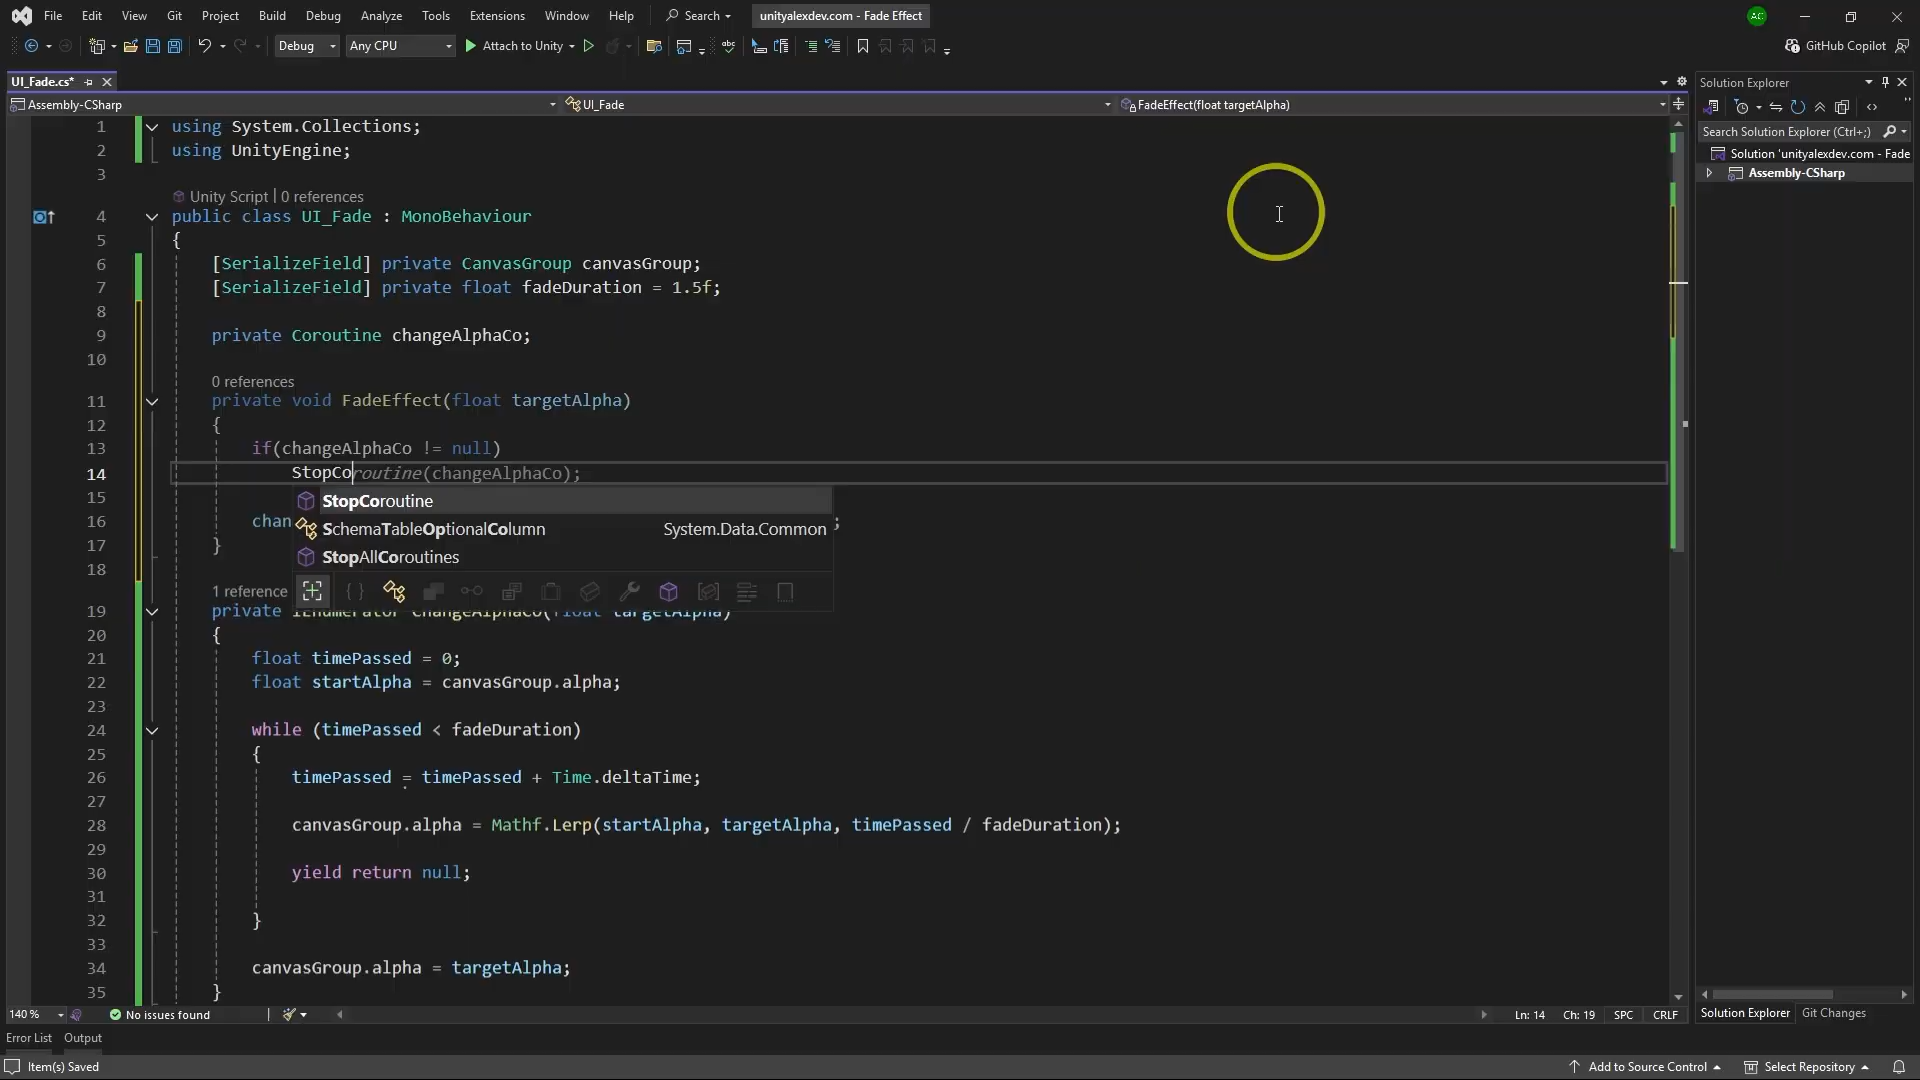 File Edit View Git Project Build Debug Analyze Tools Extensions Window Help Search unityalexdev.com - Fade Effect AC
Debug Any CPU Attach to Unity GitHub Copilot
UI_Fade.cs*
Assembly-CSharp UI_Fade FadeEffect(float targetAlpha)
1 using System.Collections;
2 using UnityEngine;
3
Unity Script | 0 references
4 public class UI_Fade : MonoBehaviour
5 {
6 [SerializeField] private CanvasGroup canvasGroup;
7 [SerializeField] private float fadeDuration = 1.5f;
8
9 private Coroutine changeAlphaCo;
10
0 references
11 private void FadeEffect(float targetAlpha)
12 {
13 if(changeAlphaCo != null)
14 StopCoroutine(changeAlphaCo);
15
StopCoroutine
16 chan ;
SchemaTableOptionalColumn System.Data.Common
17 }
StopAllCoroutines
18
1 reference
19 private IEnumerator ChangeAlphaCo(float targetAlpha)
20 {
21 float timePassed = 0;
22 float startAlpha = canvasGroup.alpha;
23
24 while (timePassed < fadeDuration)
25 {
26 timePassed = timePassed + Time.deltaTime;
27
28 canvasGroup.alpha = Mathf.Lerp(startAlpha, targetAlpha, timePassed / fadeDuration);
29
30 yield return null;
31
32 }
33
34 canvasGroup.alpha = targetAlpha;
35 }
140 % No issues found Ln: 14 Ch: 19 SPC CRLF
Error List Output
Item(s) Saved Add to Source Control Select Repository
Solution Explorer
Search Solution Explorer (Ctrl+;)
Solution 'unityalexdev.com - Fade
Assembly-CSharp
Solution Explorer Git Changes